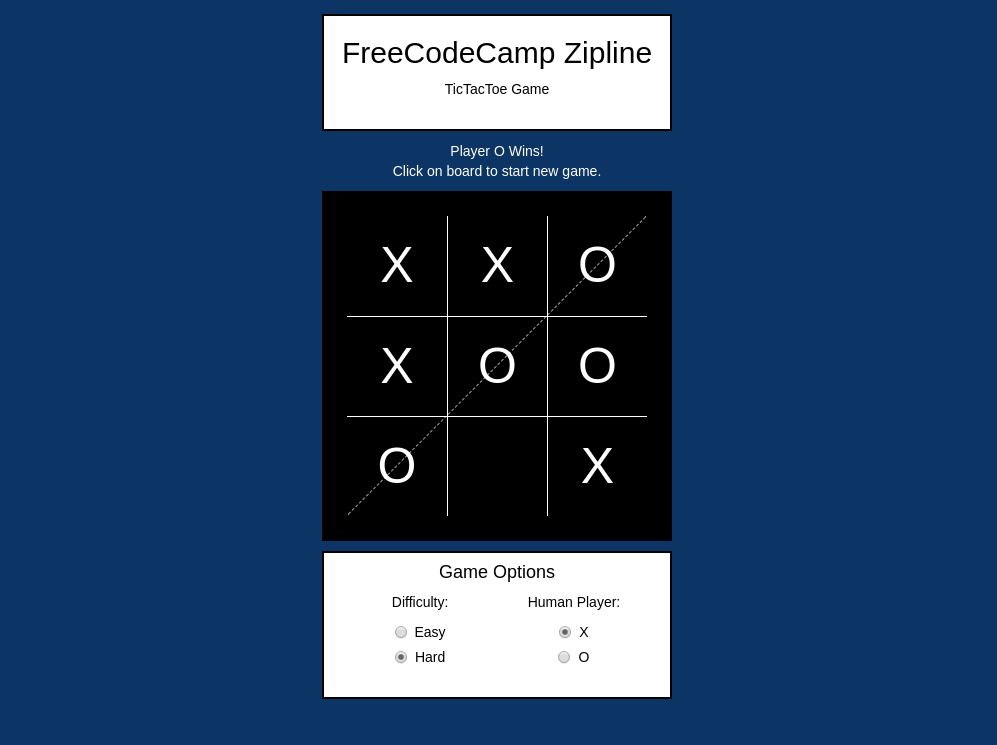 FreeCodeCamp Zipline
TicTacToe Game
Player O Wins!
Click on board to start new game.
X X O
X O O
O X
Game Options
Difficulty: Human Player:
Easy X
Hard O